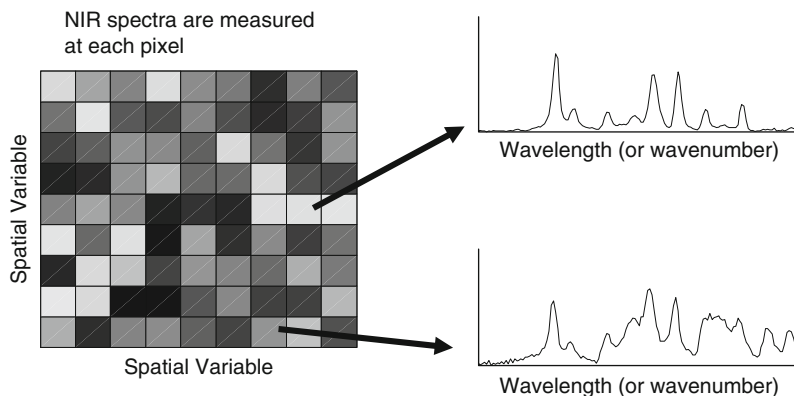 NIR spectra are measured
at each pixel
Spatial Variable
Spatial Variable
Wavelength (or wavenumber)
Wavelength (or wavenumber)